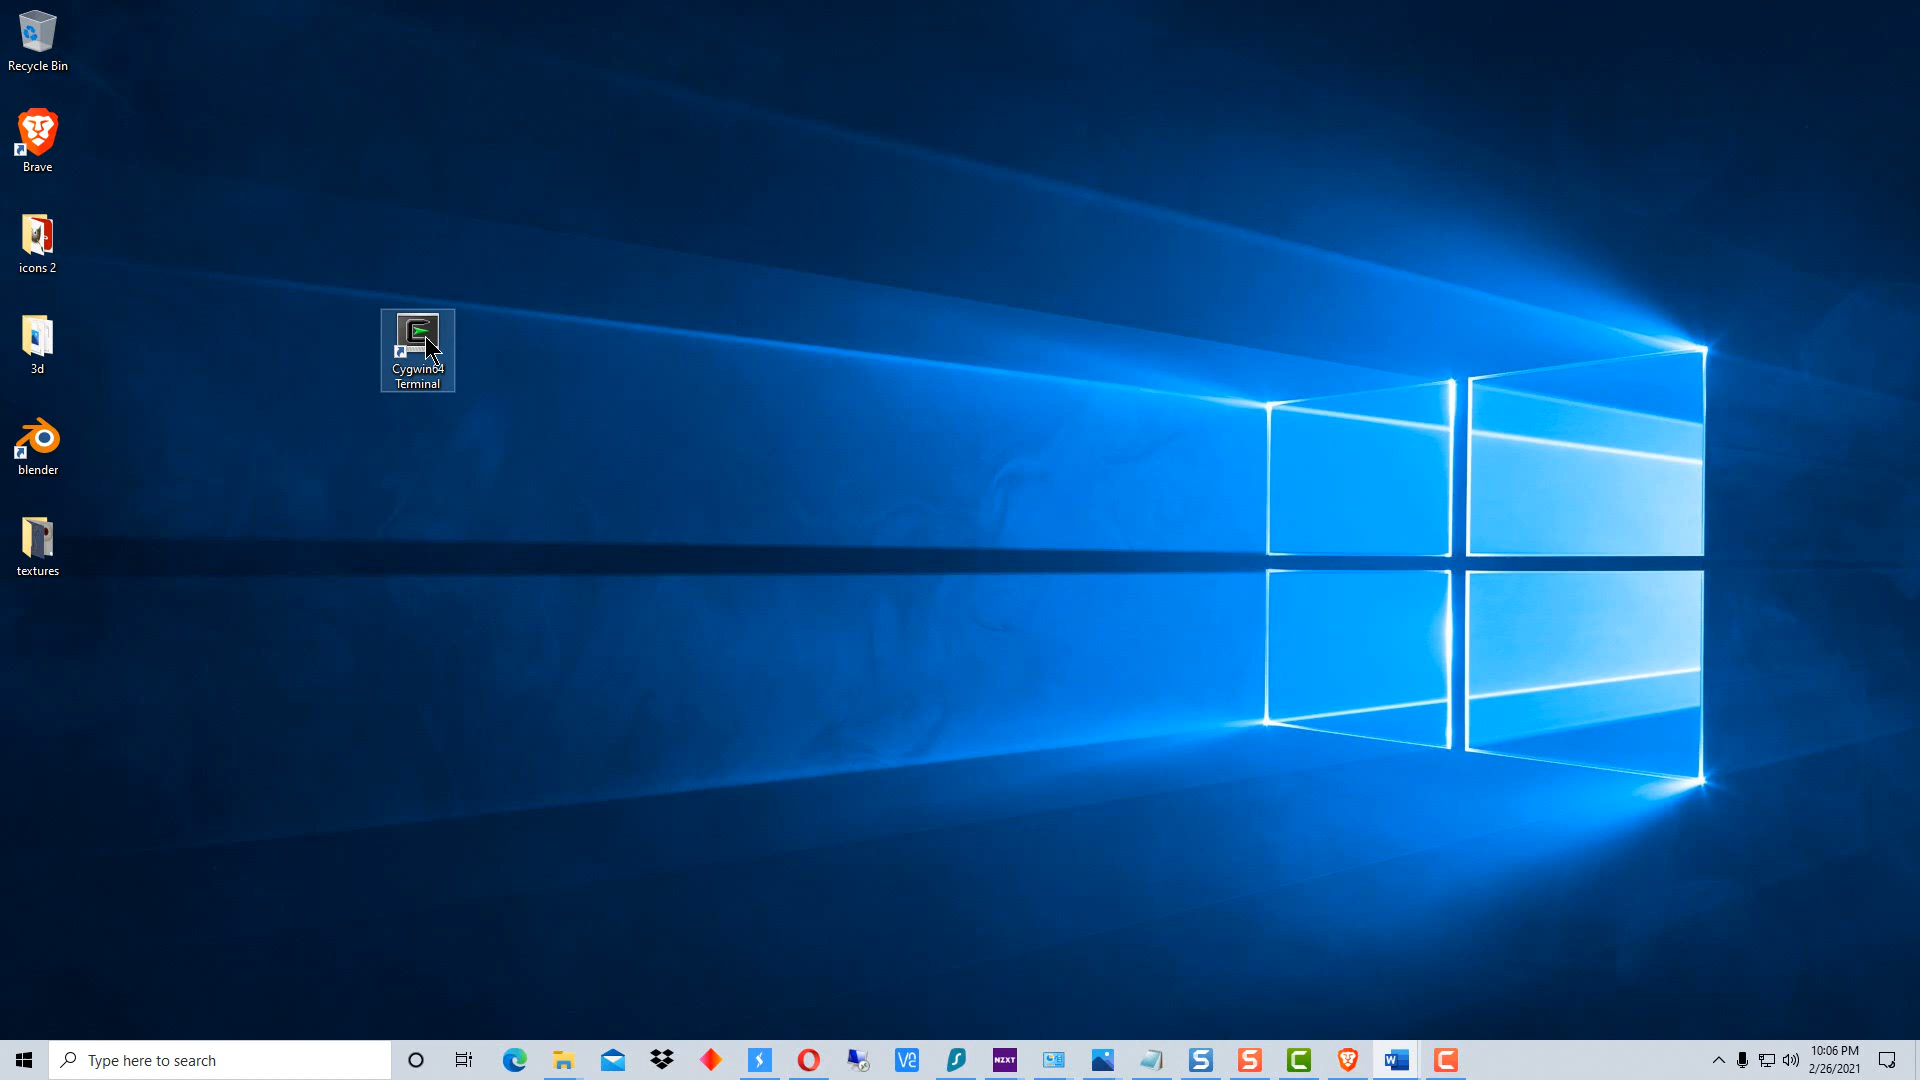 Recycle Bin
Brave
icons 2
3d
blender
textures
Cygwin64
Terminal
Type here to search
NZXT
10:06 PM
2/26/2021